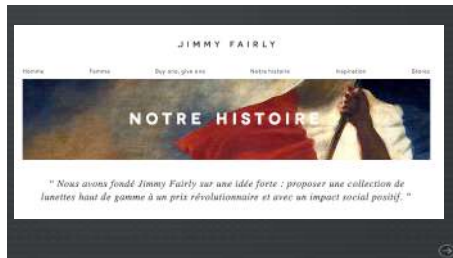 JIMMY FAIRLY
Homme Femme Buy one, give one Notre histoire Inspiration Stores
NOTRE HISTOIRE
“ Nous avons fondé Jimmy Fairly sur une idée forte : proposer une collection de
lunettes haut de gamme à un prix révolutionnaire et avec un impact social positif. ”